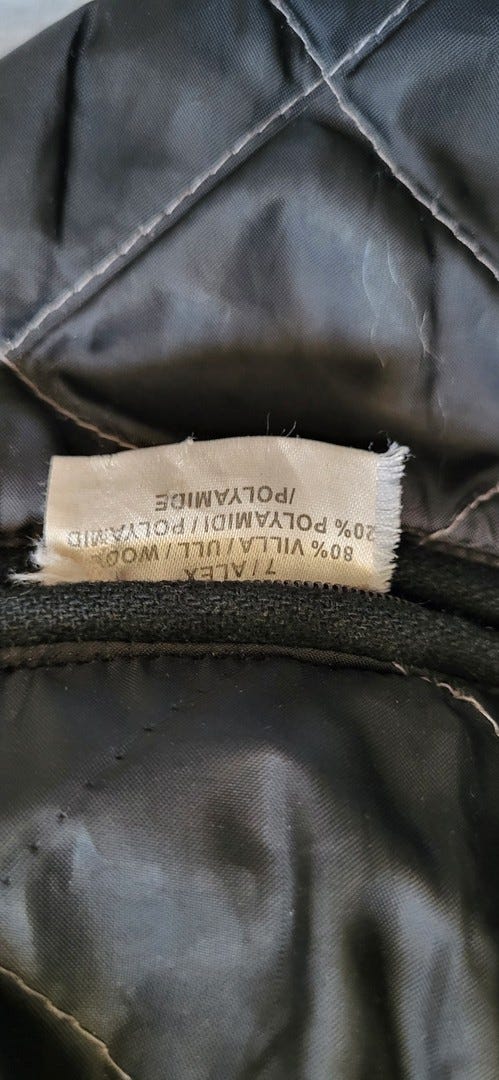 7/ALEX
80% VILLA / ULL / WOO
20% POLYAMIDI / POLYAMID
/POLYAMIDE